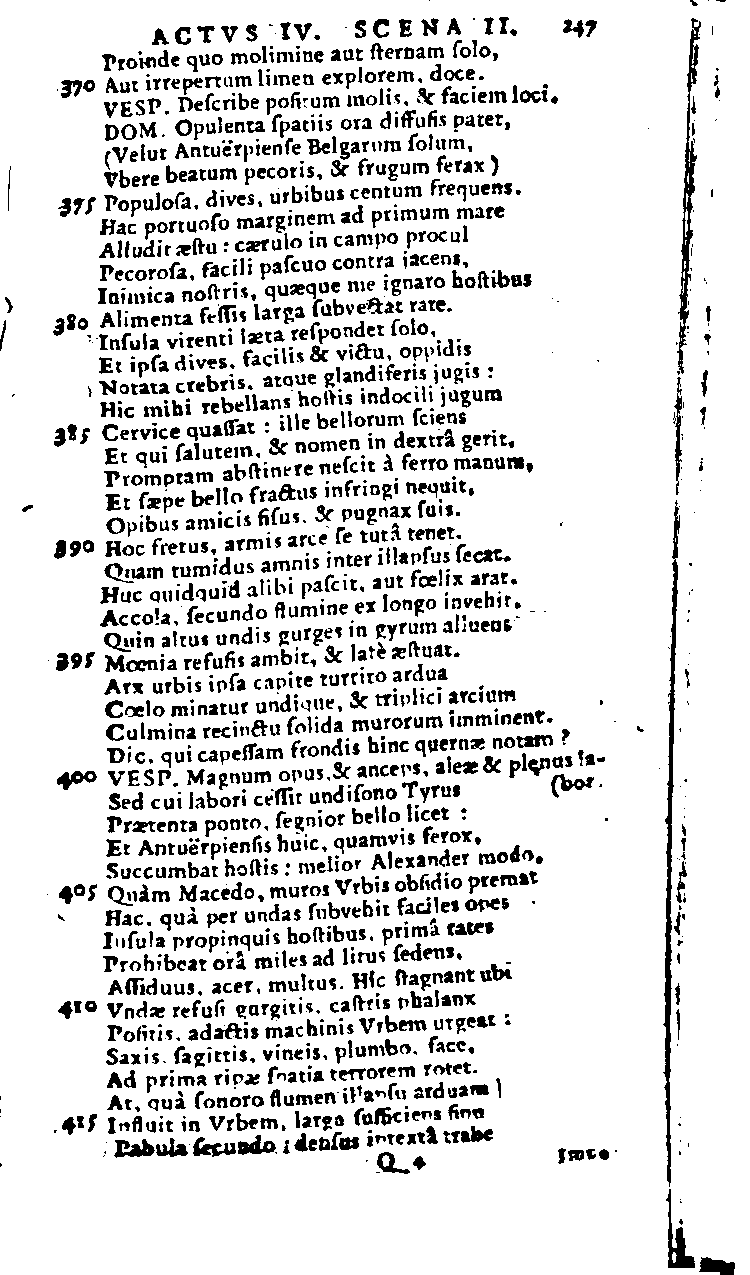 ACTVS IV. SCENA II. 247
Proinde quo molimine aut ſternam ſolo,
370 Aut irrepertum limen explorem, doce.
VESP. Deſcribe poſitum molis, & faciem loci.
DOM. Opulenta ſpatiis ora diffuſis patet,
(Velut Antuërpienſe Belgarum ſolum,
Vbere beatum pecoris, & frugum ferax)
375 Populoſa, dives, urbibus centum frequens.
Hac portuoſo marginem ad primum mare
Alludit æſtu: cærulo in campo procul
Pecoroſa, facili paſcuo contra jacens,
Inimica noſtris, quæque me ignaro hoſtibus
380 Alimenta feſſis larga ſubvectat rate.
Inſula virenti læta reſpondet ſolo,
Et ipſa dives, facilis & victu, oppidis
Notata crebris, atque glandiferis jugis:
Hic mihi rebellans hoſtis indocili jugum
385 Cervice quaſſat: ille bellorum ſciens
Et qui ſalutem, & nomen in dextrâ gerit,
Promptam abſtinere neſcit à ferro manum,
Et ſæpe bello fractus infringi nequit,
Opibus amicis fiſus, & pugnax ſuis.
390 Hoc fretus, armis arce ſe tutâ tenet.
Quam tumidus amnis inter illapſus ſecat.
Huc quidquid alibi paſcit, aut fœlix arat.
Accola, ſecundo flumine ex longo invehit.
Quin altus undis gurges in gyrum alluens
395 Mœnia refuſis ambit, & latè æſtuat.
Arx urbis ipſa capite turrito ardua
Cœlo minatur undique, & triplici arcium
Culmina recinctu ſolida murorum imminent.
Dic, qui capeſſam frondis hinc quernæ notam?
400 VESP. Magnum opus, & anceps, aleæ & plenus la-
Sed cui labori ceſſit undiſono Tyrus (bor.
Prætenta ponto, ſegnior bello licet:
Et Antuërpienſis huic, quamvis ferox,
Succumbat hoſtis: melior Alexander modo,
405 Quàm Macedo, muros Vrbis obſidio premat
Hac, quà per undas ſubvehit faciles opes
Inſula propinquis hoſtibus, primâ rates
Prohibeat orâ miles ad litus ſedens,
Aſſiduus, acer, multus. Hic ſtagnant ubi
410 Vndæ refuſi gurgitis, caſtris phalanx
Poſitis, adactis machinis Vrbem urgeat:
Saxis, ſagittis, vineis, plumbo, face,
Ad prima ripæ ſpatia terrorem rotet.
At, quà ſonoro flumen illapſu arduam
415 Influit in Vrbem, largo ſufficiens ſinu
Pabula ſecundo; denſus intextâ trabe
Q 4